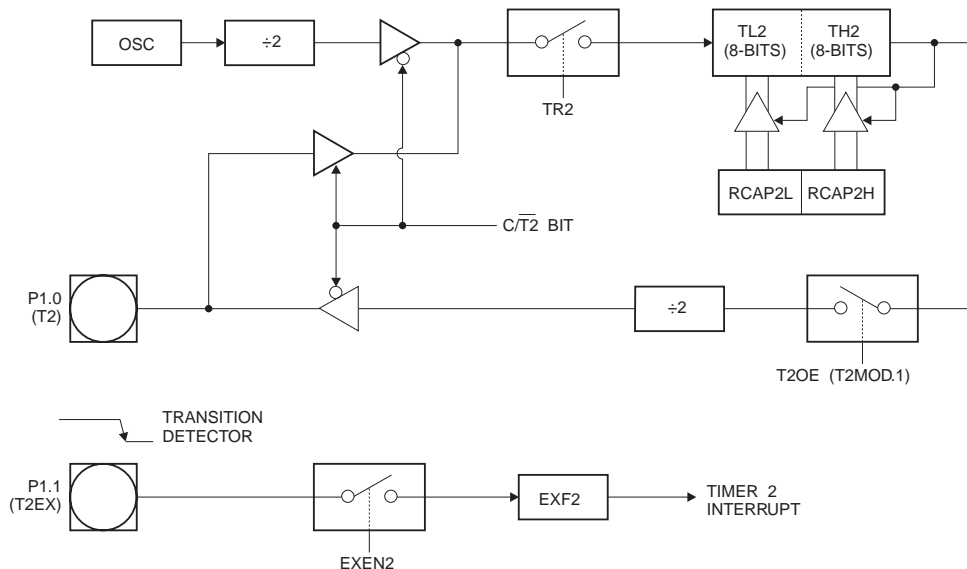 OSC
÷2
TR2
TL2
(8-BITS)
TH2
(8-BITS)
RCAP2L
RCAP2H
C/T2 BIT
P1.0
(T2)
÷2
T2OE (T2MOD.1)
TRANSITION
DETECTOR
P1.1
(T2EX)
EXEN2
EXF2
TIMER 2
INTERRUPT